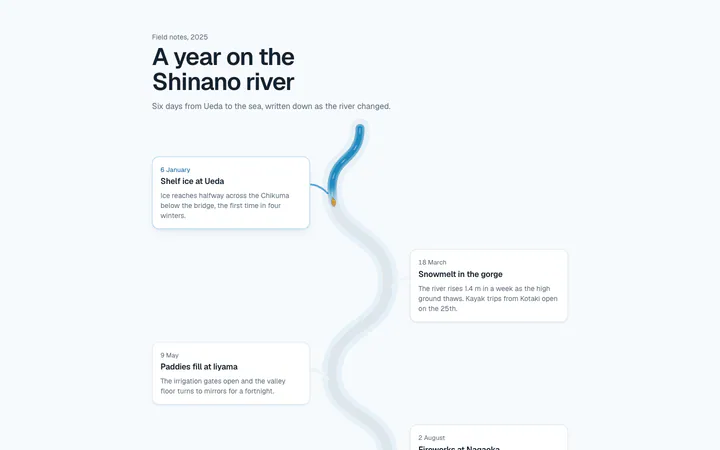 Field notes, 2025
A year on the
Shinano river
Six days from Ueda to the sea, written down as the river changed.
6 January
Shelf ice at Ueda
Ice reaches halfway across the Chikuma
below the bridge, the first time in four
winters.
18 March
Snowmelt in the gorge
The river rises 1.4 m in a week as the high
ground thaws. Kayak trips from Kotaki open
on the 25th.
9 May
Paddies fill at Iiyama
The irrigation gates open and the valley
floor turns to mirrors for a fortnight.
2 August
Fireworks at Nagaoka